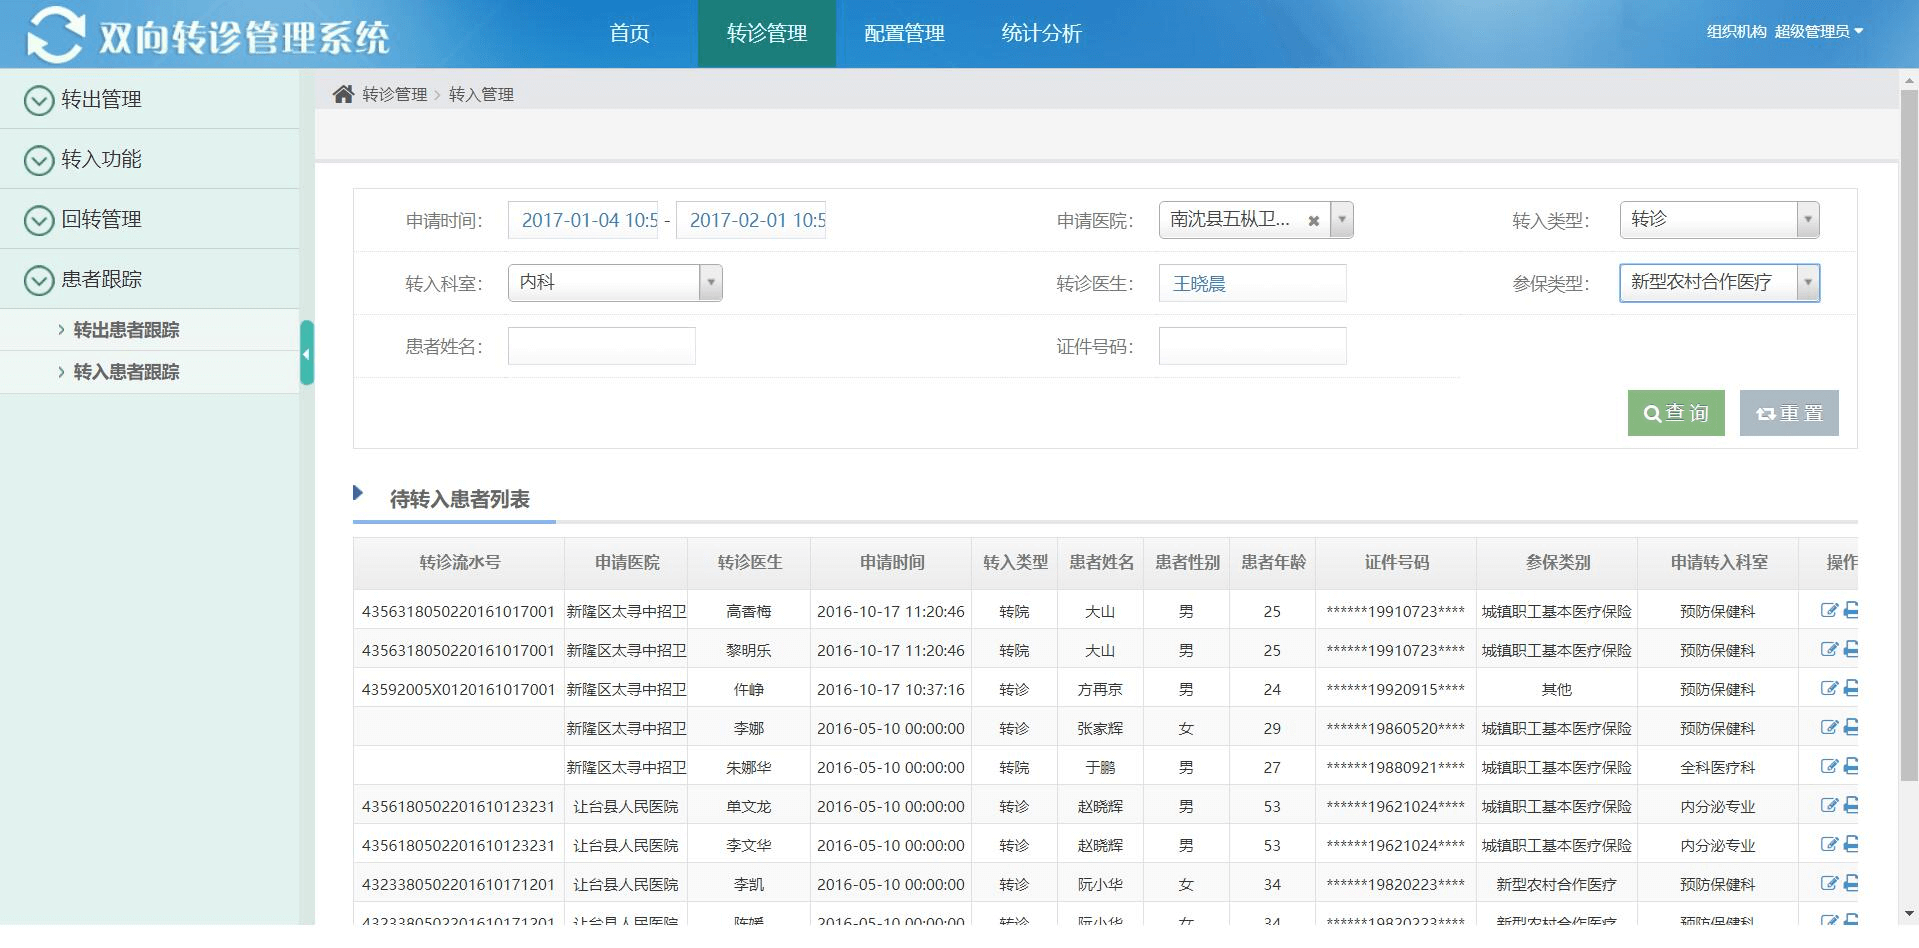 双向转诊管理系统
首页 转诊管理 配置管理 统计分析
组织机构 超级管理员
转出管理
转入功能
回转管理
患者跟踪
转出患者跟踪
转入患者跟踪
转诊管理 > 转入管理
申请时间: 2017-01-04 10:5 - 2017-02-01 10:5 申请医院: 南沈县五枞卫... 转入类型: 转诊
转入科室: 内科 转诊医生: 王晓晨 参保类型: 新型农村合作医疗
患者姓名: 证件号码:
查询 重置
待转入患者列表
转诊流水号 申请医院 转诊医生 申请时间 转入类型 患者姓名 患者性别 患者年龄 证件号码 参保类别 申请转入科室 操作
4356318050220161017001 新隆区太寻中招卫 高香梅 2016-10-17 11:20:46 转院 大山 男 25 ******19910723**** 城镇职工基本医疗保险 预防保健科
4356318050220161017001 新隆区太寻中招卫 黎明乐 2016-10-17 11:20:46 转院 大山 男 25 ******19910723**** 城镇职工基本医疗保险 预防保健科
43592005X0120161017001 新隆区太寻中招卫 仵峥 2016-10-17 10:37:16 转诊 方再京 男 24 ******19920915**** 其他 预防保健科
新隆区太寻中招卫 李娜 2016-05-10 00:00:00 转诊 张家辉 女 29 ******19860520**** 城镇职工基本医疗保险 预防保健科
新隆区太寻中招卫 朱娜华 2016-05-10 00:00:00 转院 于鹏 男 27 ******19880921**** 城镇职工基本医疗保险 全科医疗科
4356180502201610123231 让台县人民医院 单文龙 2016-05-10 00:00:00 转诊 赵晓辉 男 53 ******19621024**** 城镇职工基本医疗保险 内分泌专业
4356180502201610123231 让台县人民医院 李文华 2016-05-10 00:00:00 转诊 赵晓辉 男 53 ******19621024**** 城镇职工基本医疗保险 内分泌专业
4323380502201610171201 让台县人民医院 李凯 2016-05-10 00:00:00 转诊 阮小华 女 34 ******19820223**** 新型农村合作医疗 预防保健科
4323380502201610171201 让台县人民医院 陈媛 2016-05-10 00:00:00 转诊 阮小华 女 34 ******19820223**** 新型农村合作医疗 预防保健科